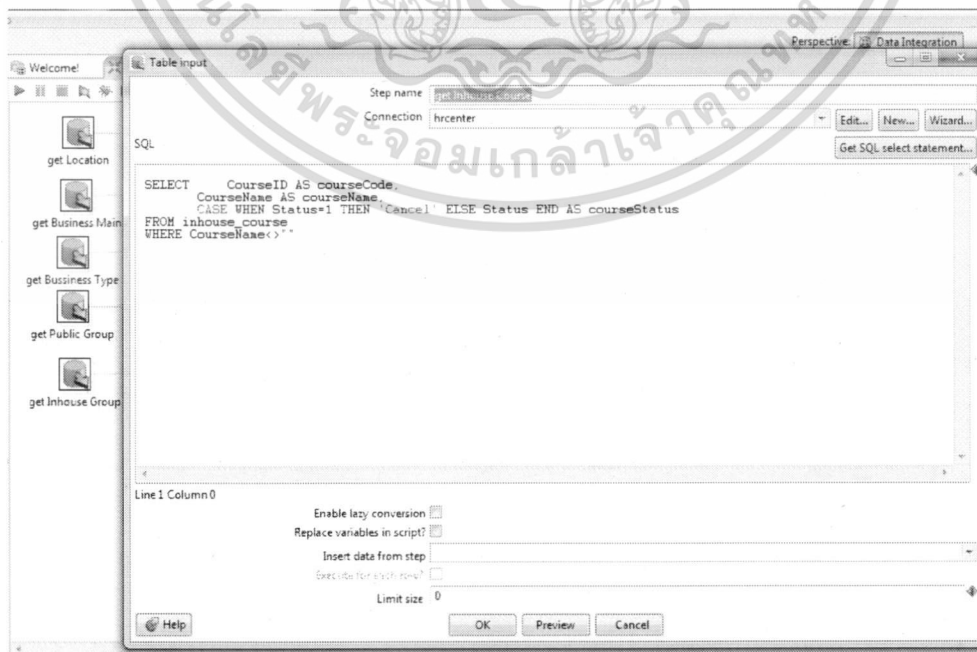 Perspective: Data Integration
Welcome!
Table input
Step name get Inhouse Course
Connection hrcenter
Edit... New... Wizard...
SQL
Get SQL select statement...
SELECT CourseID AS courseCode,
CourseName AS courseName,
CASE WHEN Status=1 THEN 'Cancel' ELSE Status END AS courseStatus
FROM inhouse_course
WHERE CourseName<>""
get Location
get Business Main
get Bussiness Type
get Public Group
get Inhouse Group
Line 1 Column 0
Enable lazy conversion
Replace variables in script?
Insert data from step
Execute for each row?
Limit size 0
Help OK Preview Cancel